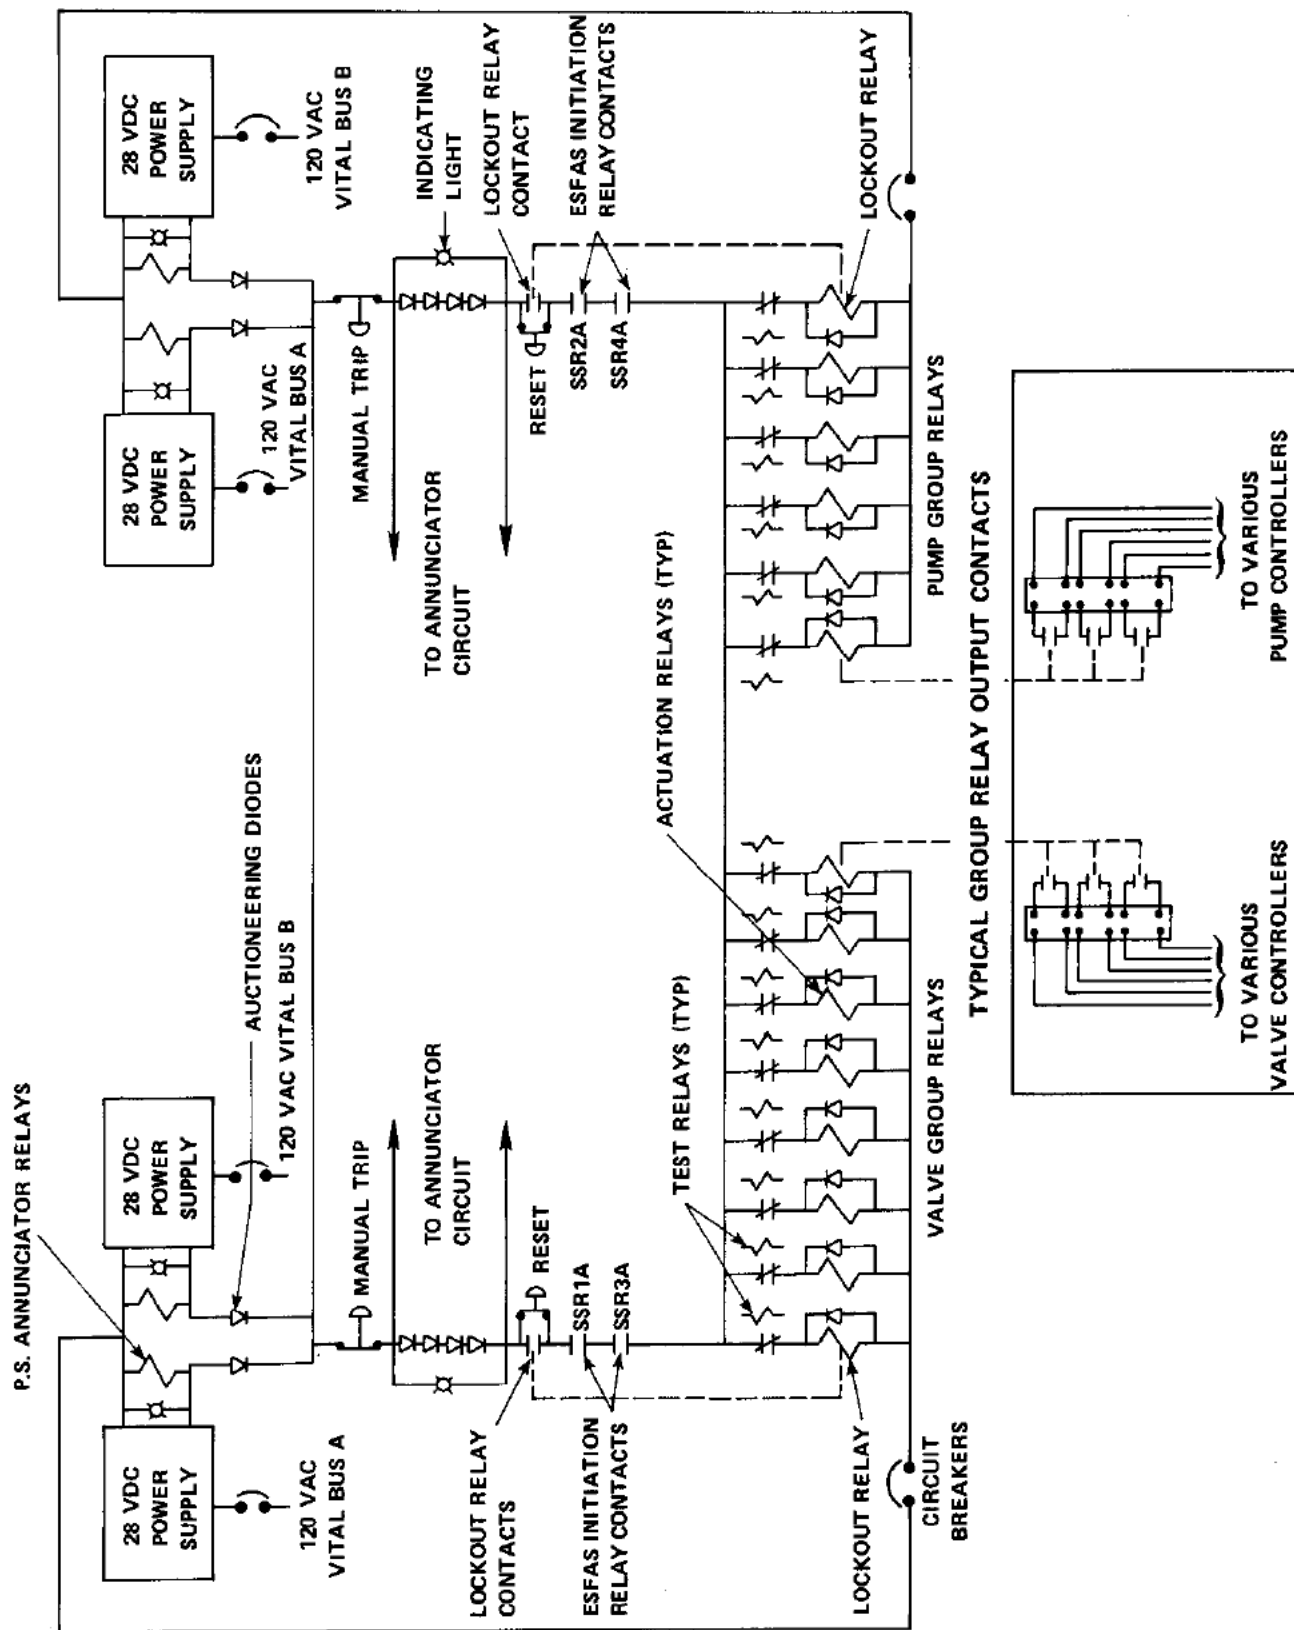 P.S. ANNUNCIATOR RELAYS
28 VDC
POWER
SUPPLY
120 VAC
VITAL BUS A
28 VDC
POWER
SUPPLY
120 VAC VITAL BUS B
AUCTIONEERING DIODES
28 VDC
POWER
SUPPLY
120 VAC
VITAL BUS A
28 VDC
POWER
SUPPLY
120 VAC
VITAL BUS B
MANUAL TRIP
TO ANNUNCIATOR
CIRCUIT
TO ANNUNCIATOR
CIRCUIT
MANUAL TRIP
INDICATING
LIGHT
LOCKOUT RELAY
CONTACTS
RESET
RESET
LOCKOUT RELAY
CONTACT
ESFAS INITIATION
RELAY CONTACTS
SSR1A
SSR3A
SSR2A
SSR4A
ESFAS INITIATION
RELAY CONTACTS
TEST RELAYS (TYP)
ACTUATION RELAYS (TYP)
LOCKOUT RELAY
LOCKOUT RELAY
CIRCUIT
BREAKERS
VALVE GROUP RELAYS
PUMP GROUP RELAYS
TYPICAL GROUP RELAY OUTPUT CONTACTS
TO VARIOUS
VALVE CONTROLLERS
TO VARIOUS
PUMP CONTROLLERS